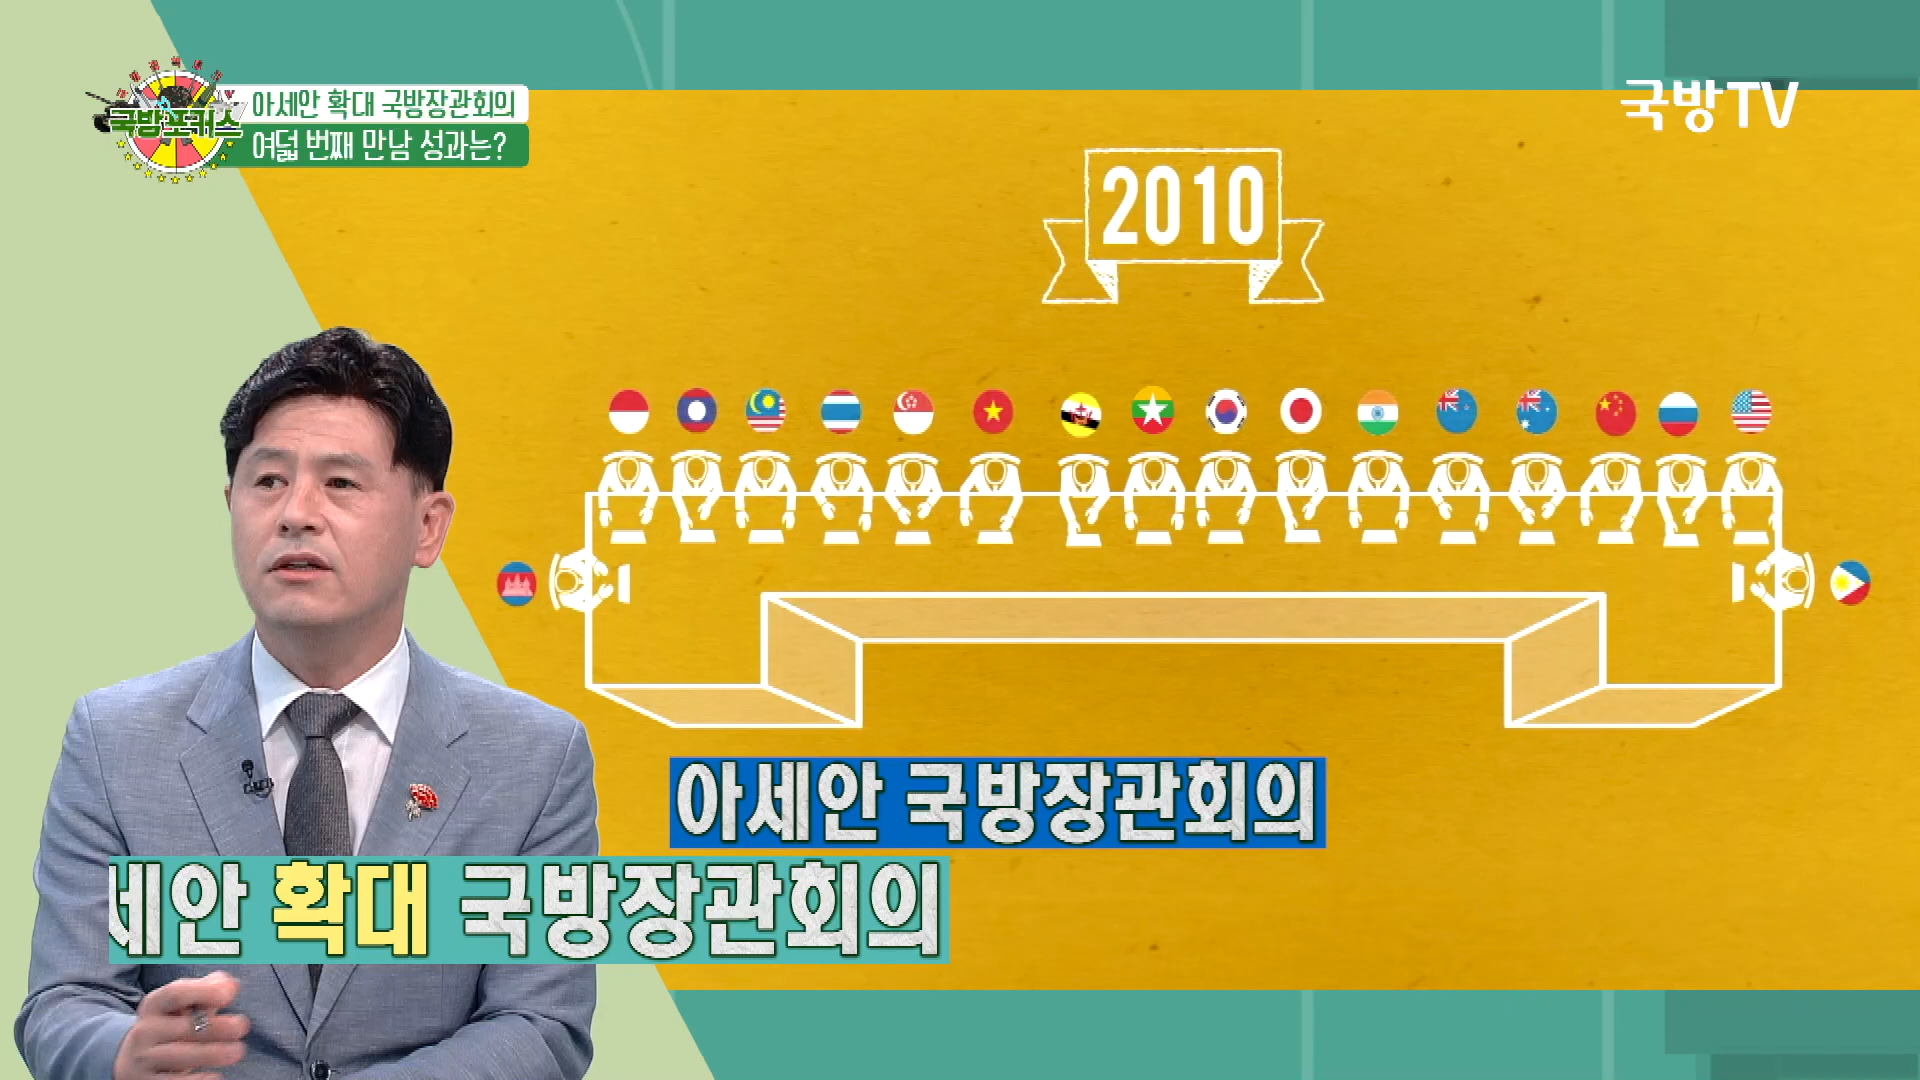 국방포커스
아세안 확대 국방장관회의
여덟 번째 만남 성과는?
국방TV
2010
아세안 국방장관회의
세안 확대 국방장관회의